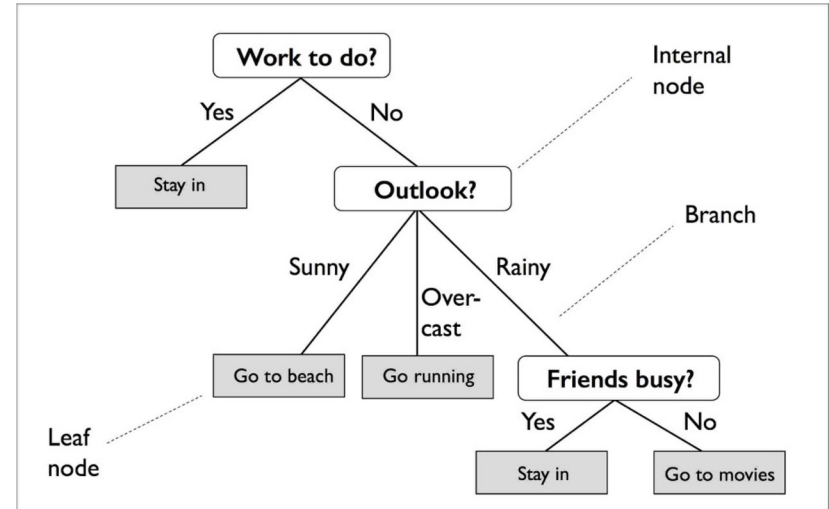 Work to do?
Internal
node
Yes
No
Stay in
Outlook?
Branch
Sunny
Rainy
Over-
cast
Go to beach
Go running
Friends busy?
Yes
No
Leaf
node
Stay in
Go to movies